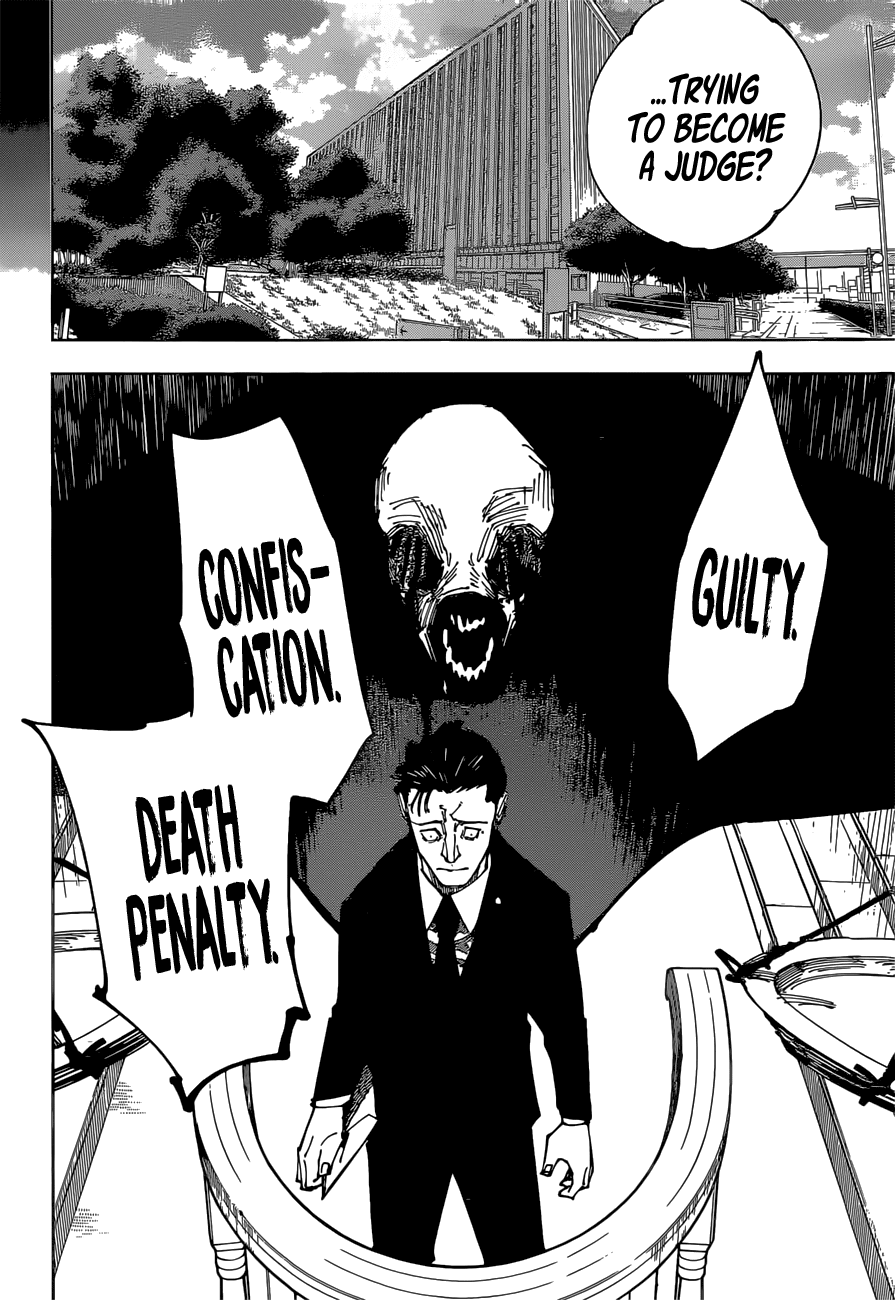 ...TRYING
TO BECOME
A JUDGE?
GUILTY.
CONFIS-
CATION.
DEATH
PENALTY.